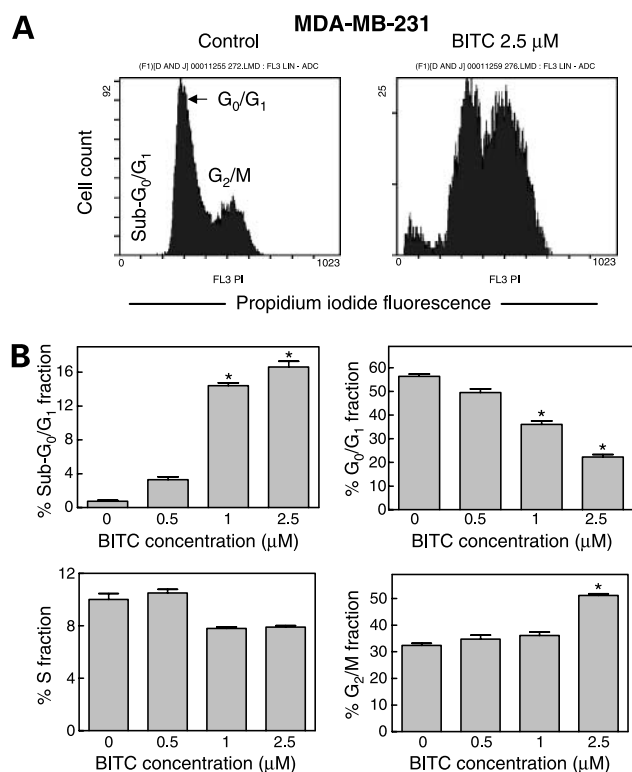 A
MDA-MB-231
Control
BITC 2.5 μM
(F1)[D AND J] 00011255 272.LMD : FL3 LIN - ADC
(F1)[D AND J] 00011259 276.LMD : FL3 LIN - ADC
92
25
Cell count
Sub-G0/G1
G0/G1
G2/M
0
1023
0
1023
FL3 PI
FL3 PI
Propidium iodide fluorescence
B
% Sub-G0/G1 fraction
16
12
8
4
0
*
*
0 0.5 1 2.5
BITC concentration (μM)
% G0/G1 fraction
60
50
40
30
20
10
0
*
*
0 0.5 1 2.5
BITC concentration (μM)
% S fraction
12
8
4
0
0 0.5 1 2.5
BITC concentration (μM)
% G2/M fraction
50
40
30
20
10
0
*
0 0.5 1 2.5
BITC concentration (μM)